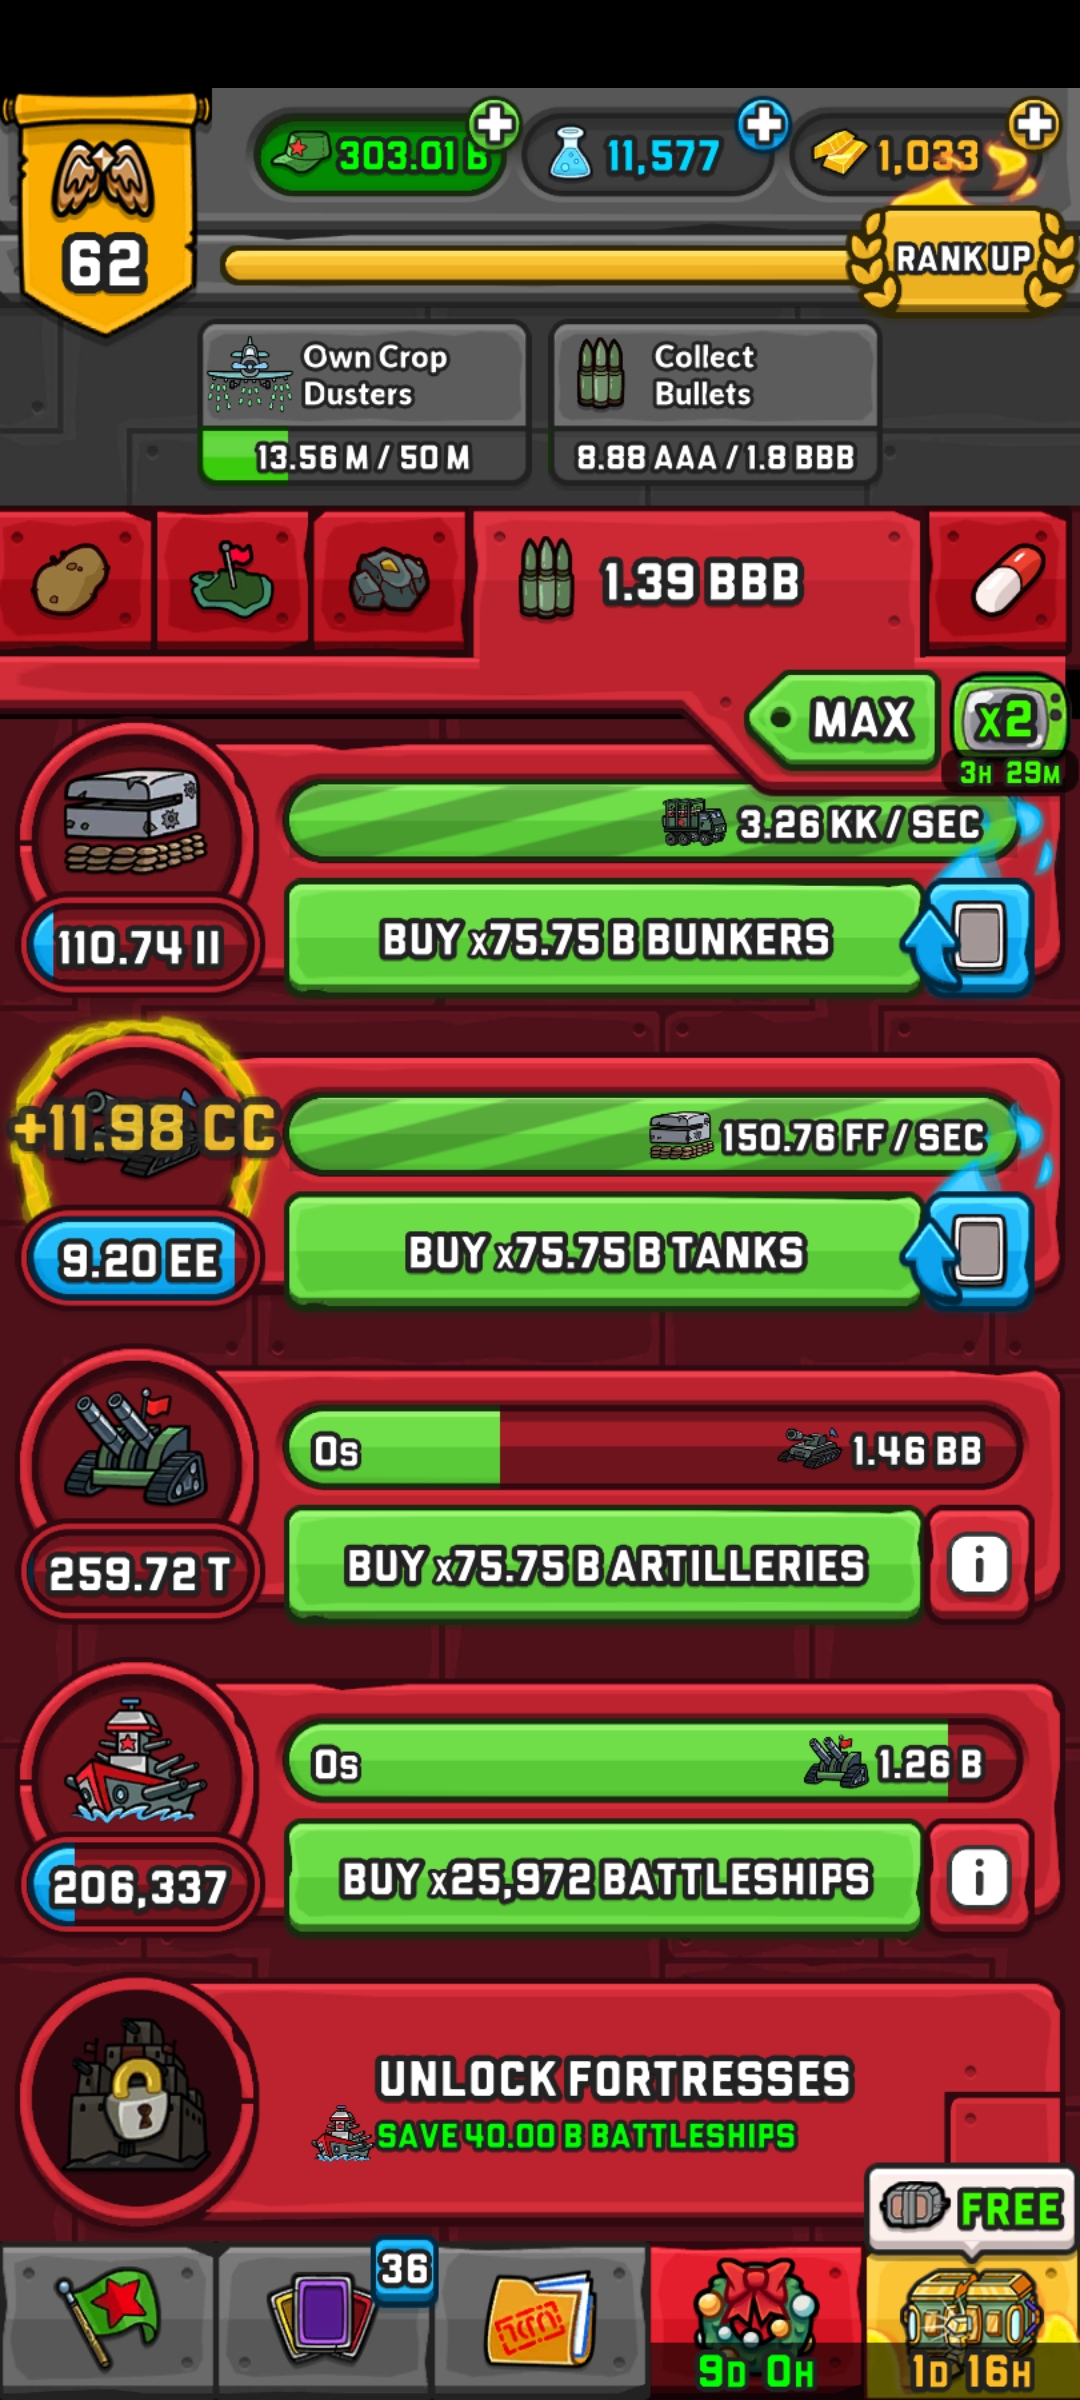 303.01 B
11,577
1,033
62
RANK UP
Own Crop
Dusters
13.56 M / 50 M
Collect
Bullets
8.88 AAA / 1.8 BBB
1.39 BBB
MAX
x2
3H 29M
3.26 KK / SEC
110.74 II
BUY x75.75 B BUNKERS
+11.98 CC
150.76 FF / SEC
9.20 EE
BUY x75.75 B TANKS
0s
1.46 BB
259.72 T
BUY x75.75 B ARTILLERIES
i
0s
1.26 B
206,337
BUY x25,972 BATTLESHIPS
i
UNLOCK FORTRESSES
SAVE 40.00 B BATTLESHIPS
FREE
36
9D 0H
1D 16H